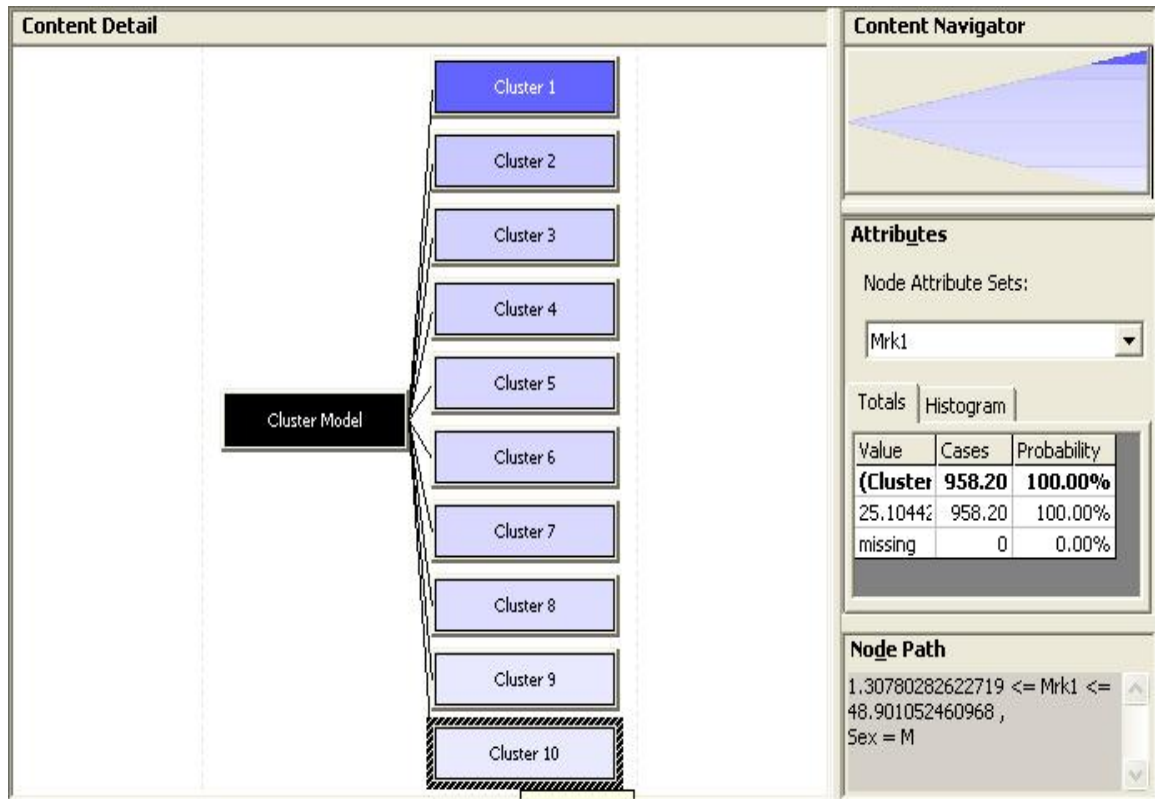 Content Detail
Cluster Model
Cluster 1
Cluster 2
Cluster 3
Cluster 4
Cluster 5
Cluster 6
Cluster 7
Cluster 8
Cluster 9
Cluster 10
Content Navigator
Attributes
Node Attribute Sets:
Mrk1
Totals Histogram
Value Cases Probability
(Cluster 958.20 100.00%
25.10442 958.20 100.00%
missing 0 0.00%
Node Path
1.30780282622719 <= Mrk1 <=
48.901052460968 ,
Sex = M